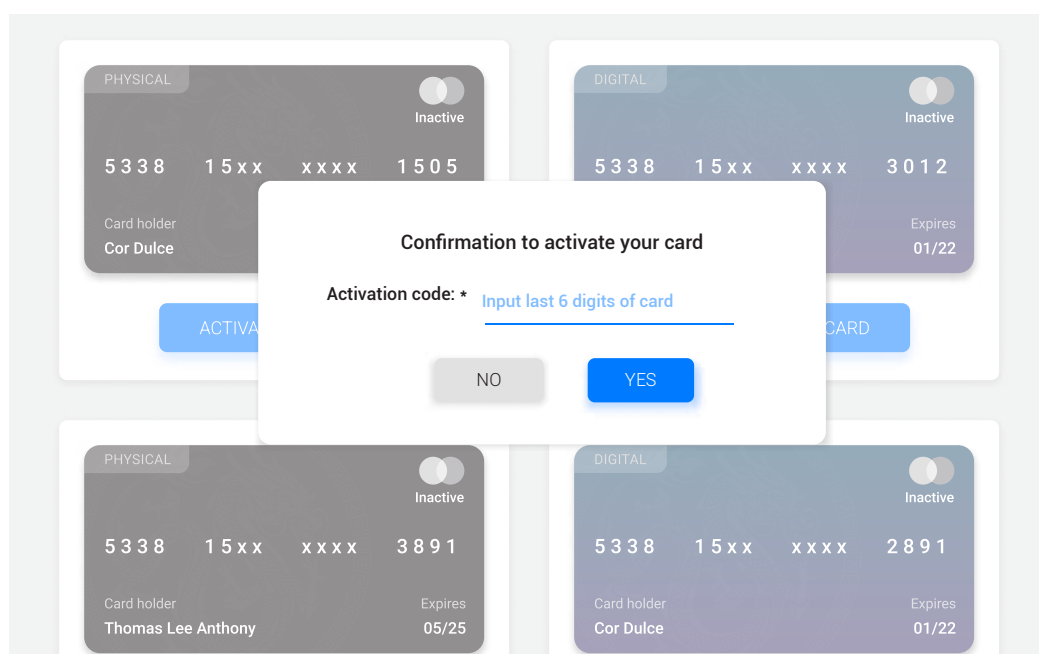 PHYSICAL
Inactive
5338 15xx xxxx 1505
Card holder
Cor Dulce
ACTIVA
DIGITAL
Inactive
5338 15xx xxxx 3012
Expires
01/22
CARD
Confirmation to activate your card
Activation code: *
Input last 6 digits of card
NO
YES
PHYSICAL
Inactive
5338 15xx xxxx 3891
Card holder
Expires
Thomas Lee Anthony
05/25
DIGITAL
Inactive
5338 15xx xxxx 2891
Card holder
Expires
Cor Dulce
01/22